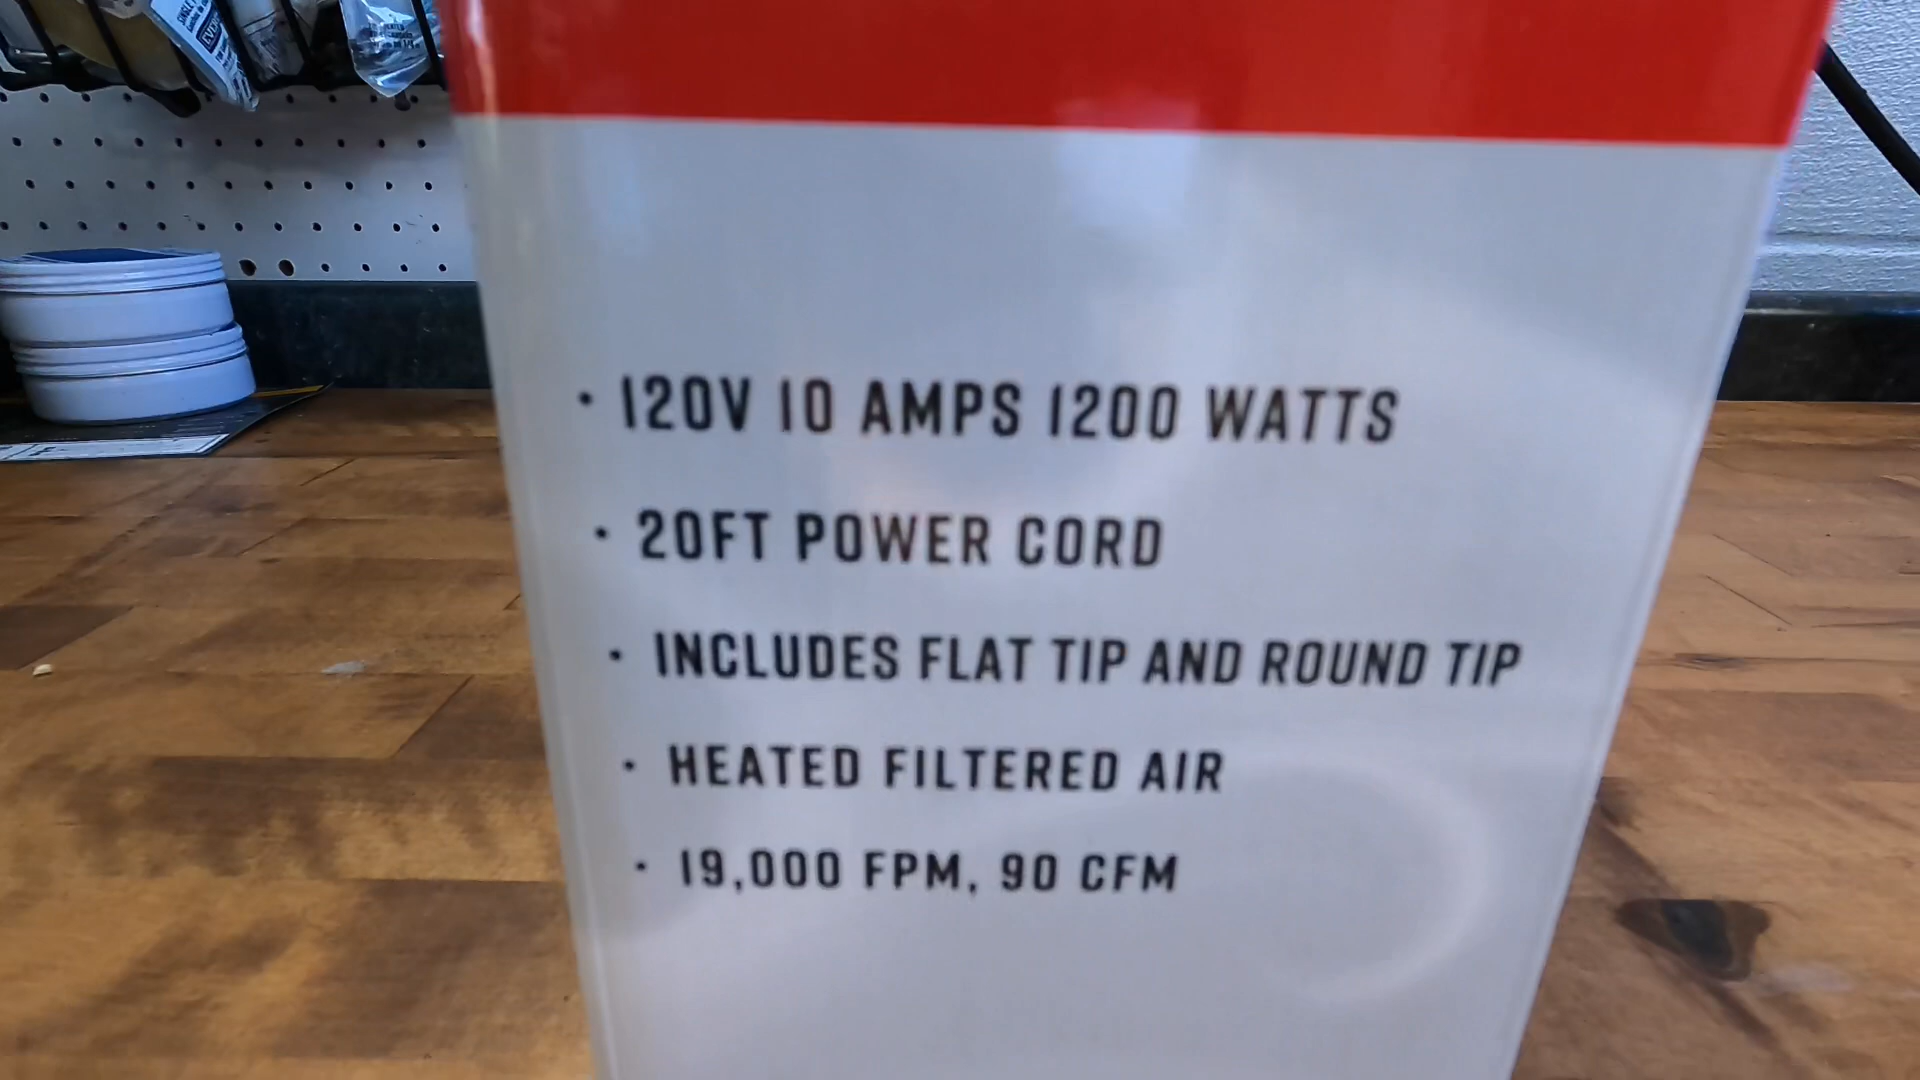 • 120V 10 AMPS 1200 WATTS
• 20FT POWER CORD
• INCLUDES FLAT TIP AND ROUND TIP
• HEATED FILTERED AIR
• 19,000 FPM, 90 CFM